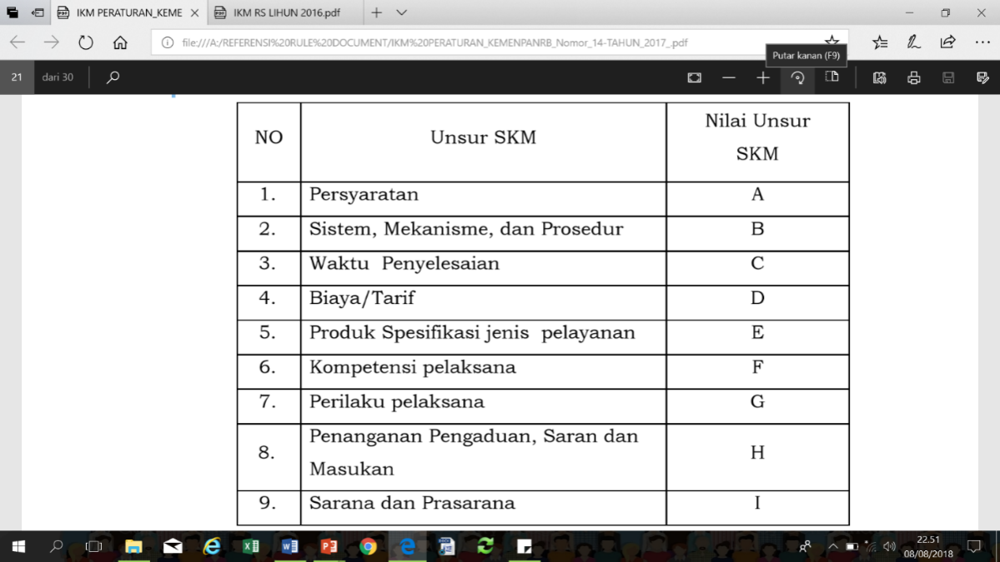 IKM PERATURAN_KEME
IKM RS LIHUN 2016.pdf
file:///A:/REFERENSI%20RULE%20DOCUMENT/IKM%20PERATURAN_KEMENPANRB_Nomor_14-TAHUN_2017_.pdf
Putar kanan (F9)
21 dari 30
NO Unsur SKM Nilai Unsur SKM
1. Persyaratan A
2. Sistem, Mekanisme, dan Prosedur B
3. Waktu Penyelesaian C
4. Biaya/Tarif D
5. Produk Spesifikasi jenis pelayanan E
6. Kompetensi pelaksana F
7. Perilaku pelaksana G
8. Penanganan Pengaduan, Saran dan Masukan H
9. Sarana dan Prasarana I
22.51
08/08/2018